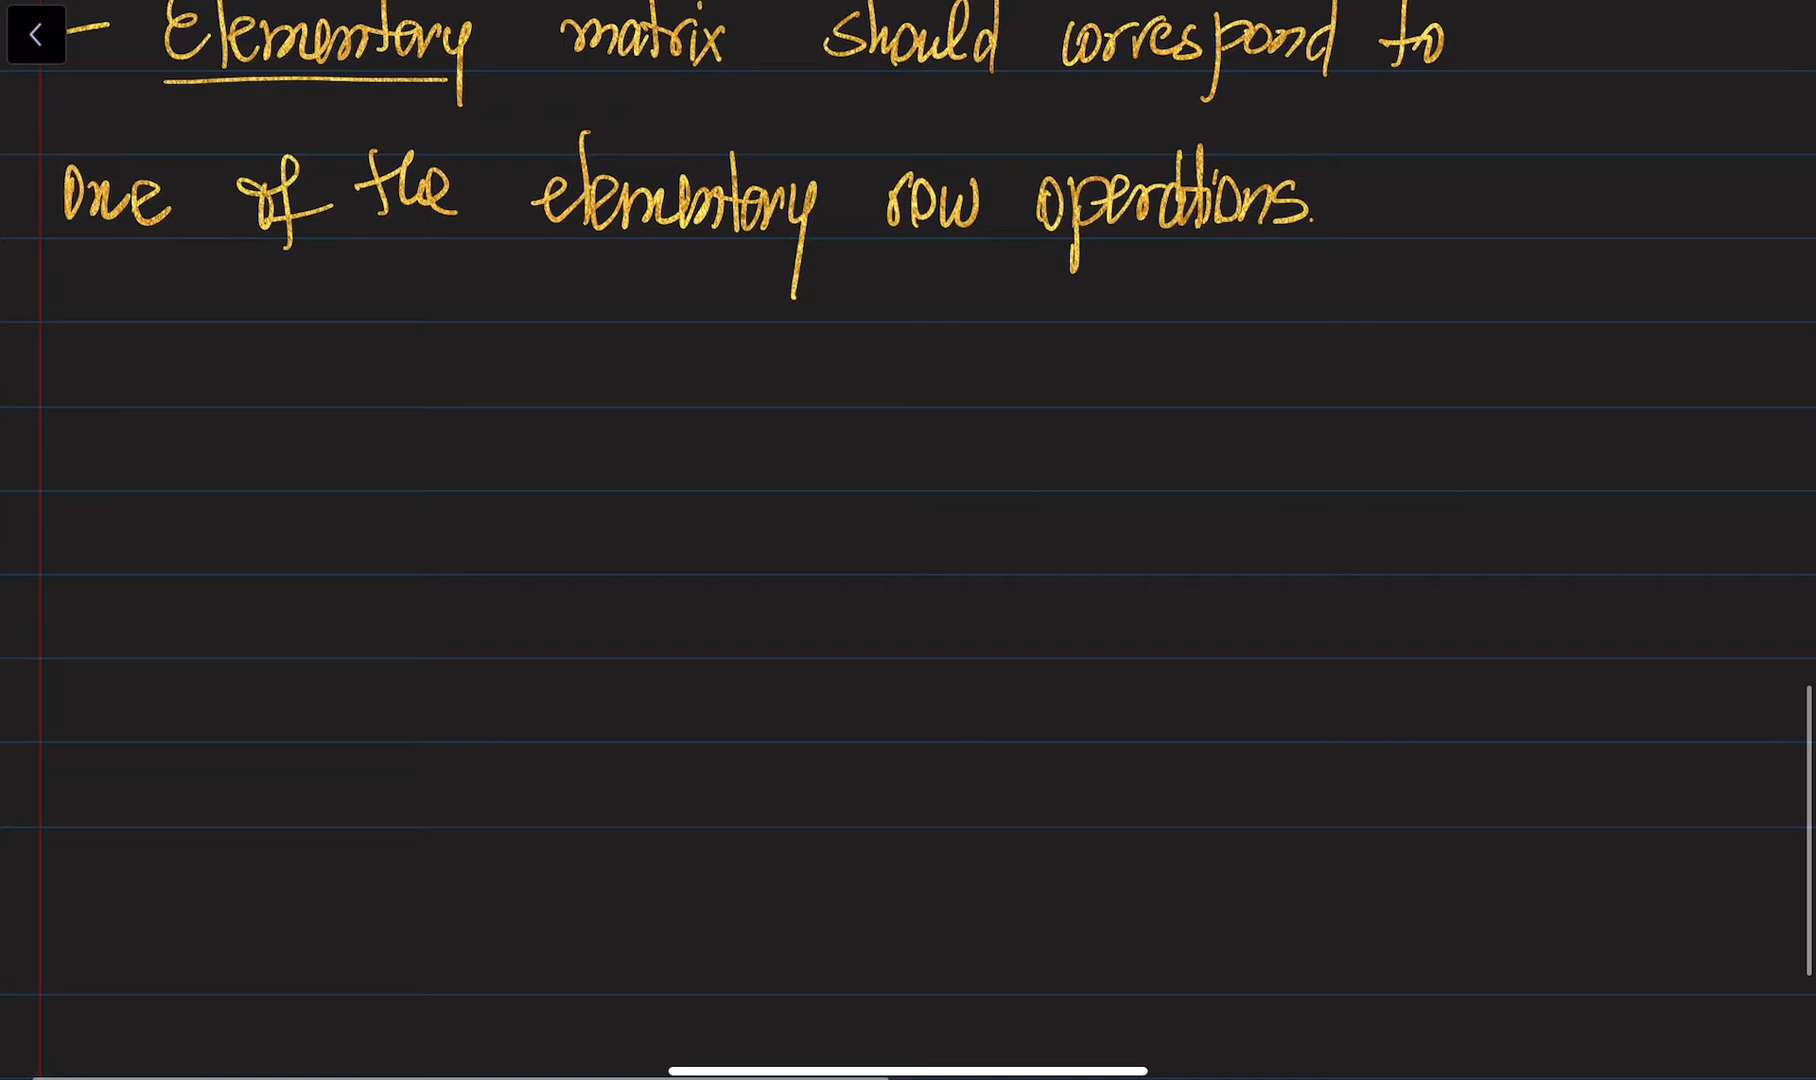 - Elementary matrix should correspond to
one of the elementary row operations.